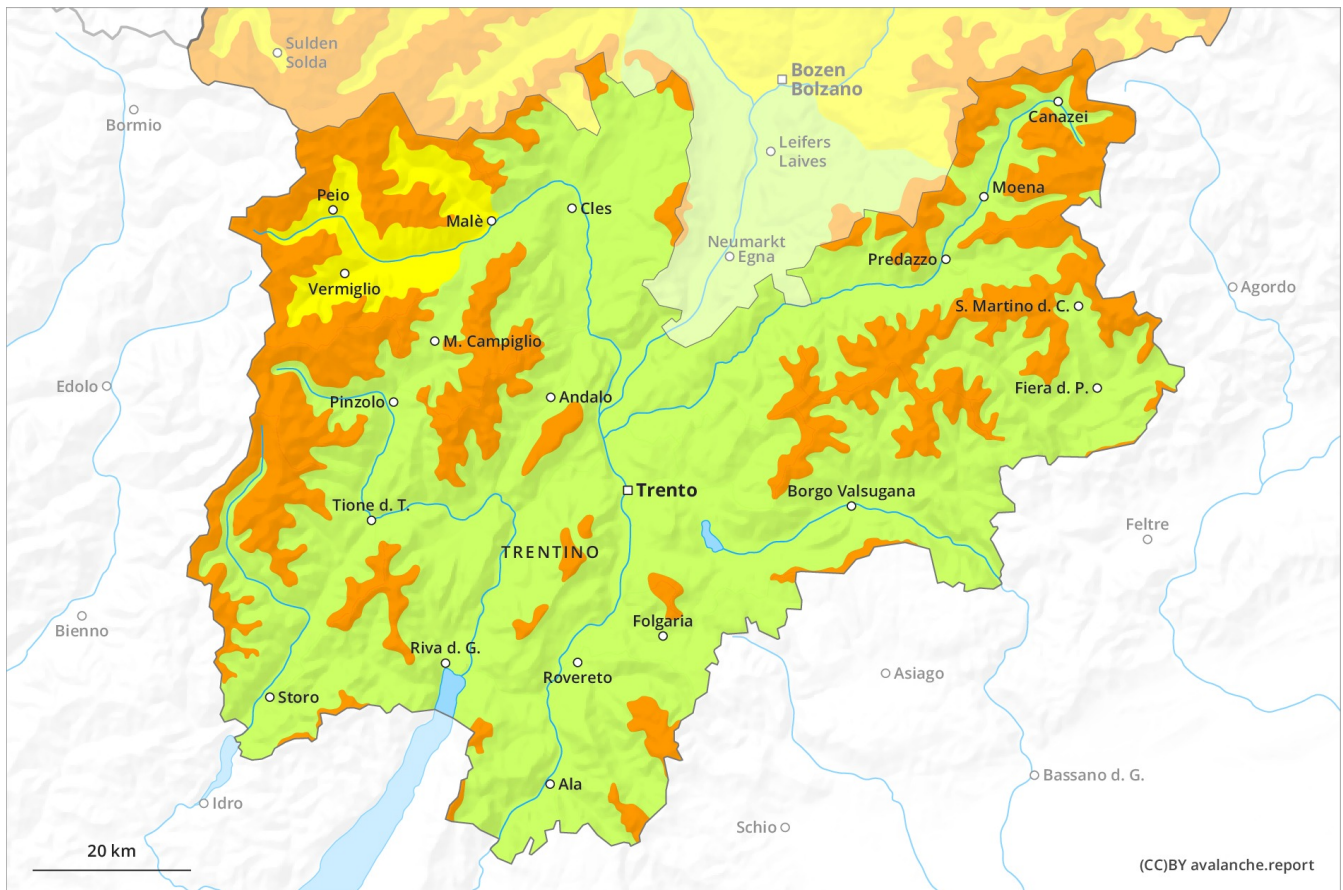 Sulden
Solda
Bozen
Bolzano
Bormio
Canazei
Leifers
Laives
Peio
Moena
Malè
Cles
Neumarkt
Egna
Predazzo
Vermiglio
Agordo
S. Martino d. C.
M. Campiglio
Edolo
Fiera d. P.
Andalo
Pinzolo
Trento
Borgo Valsugana
Tione d. T.
Feltre
TRENTINO
Bienno
Folgaria
Riva d. G.
Asiago
Rovereto
Storo
Bassano d. G.
Ala
Idro
Schio
20 km
(CC)BY avalanche.report